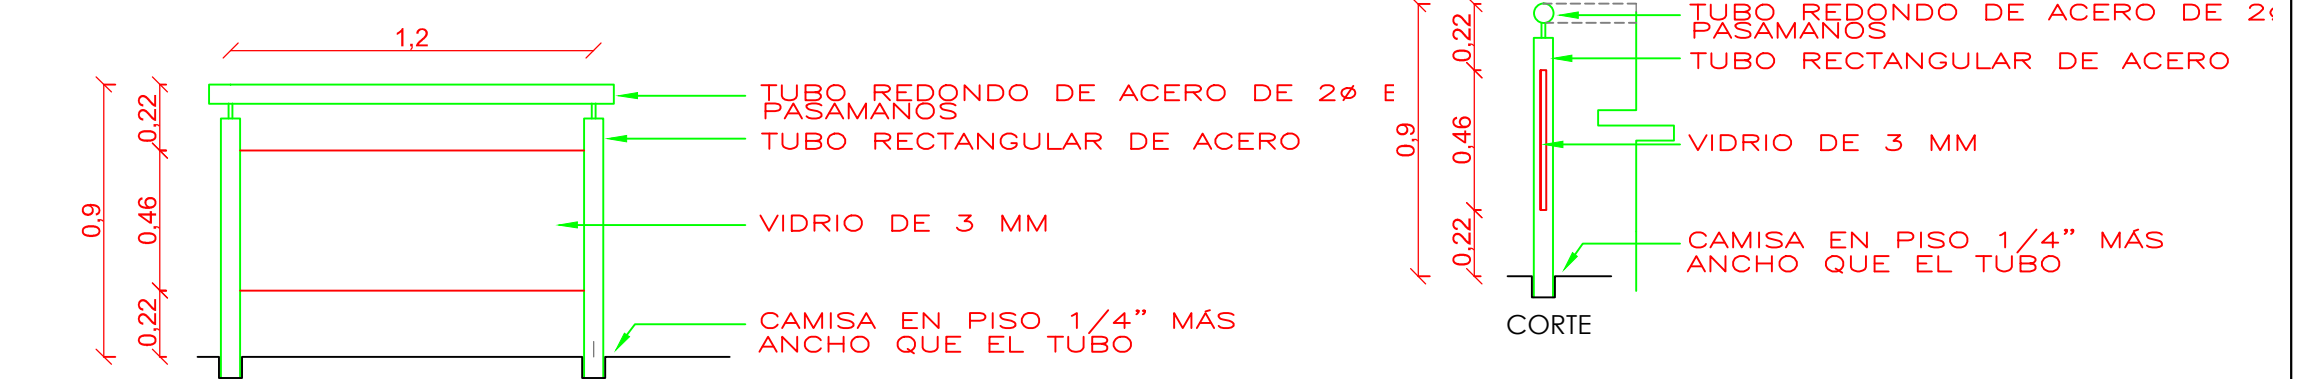 1,2
0,9
0,22
0,46
0,22
TUBO REDONDO DE ACERO DE 2ø E
PASAMANOS
TUBO RECTANGULAR DE ACERO
VIDRIO DE 3 MM
CAMISA EN PISO 1/4" MÁS
ANCHO QUE EL TUBO
0,9
0,22
0,46
0,22
TUBO REDONDO DE ACERO DE 2
PASAMANOS
TUBO RECTANGULAR DE ACERO
VIDRIO DE 3 MM
CAMISA EN PISO 1/4" MÁS
ANCHO QUE EL TUBO
CORTE